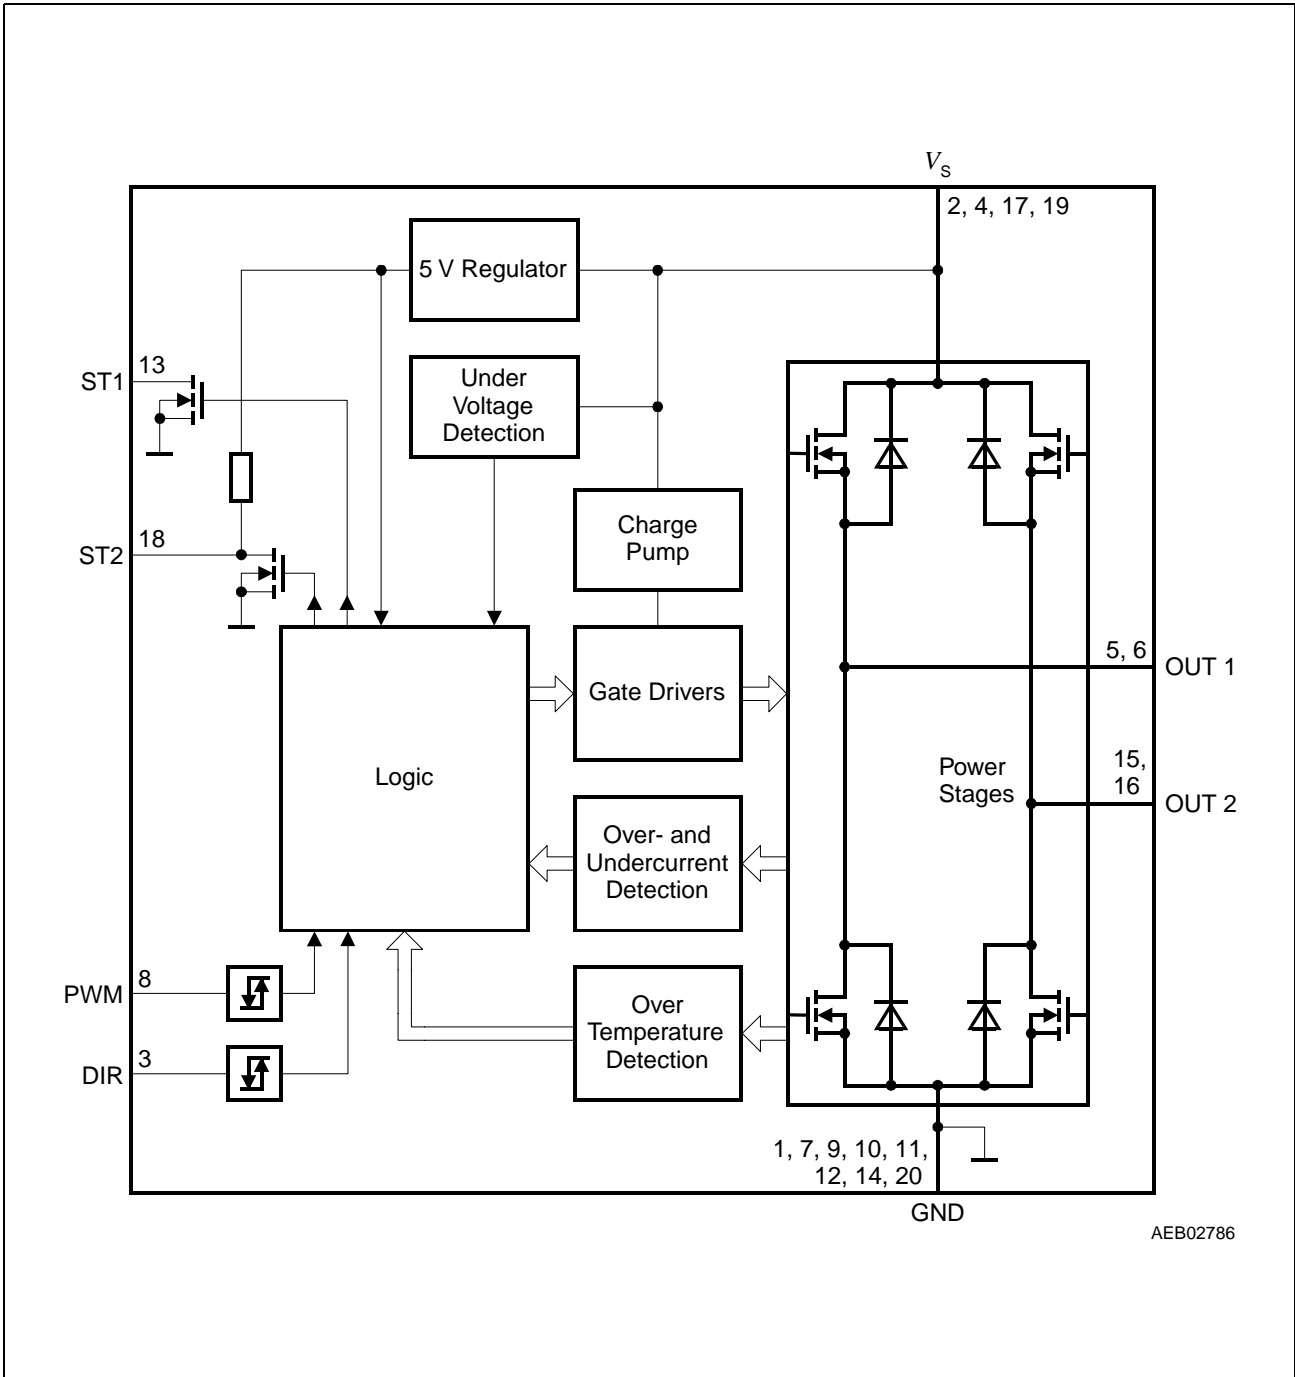 VS
2, 4, 17, 19
5 V Regulator
13
ST1
Under
Voltage
Detection
Charge
Pump
18
ST2
5, 6
OUT 1
Gate Drivers
Logic
Power
Stages
15,
16
OUT 2
Over- and
Undercurrent
Detection
8
PWM
Over
Temperature
Detection
3
DIR
1, 7, 9, 10, 11,
12, 14, 20
GND
AEB02786